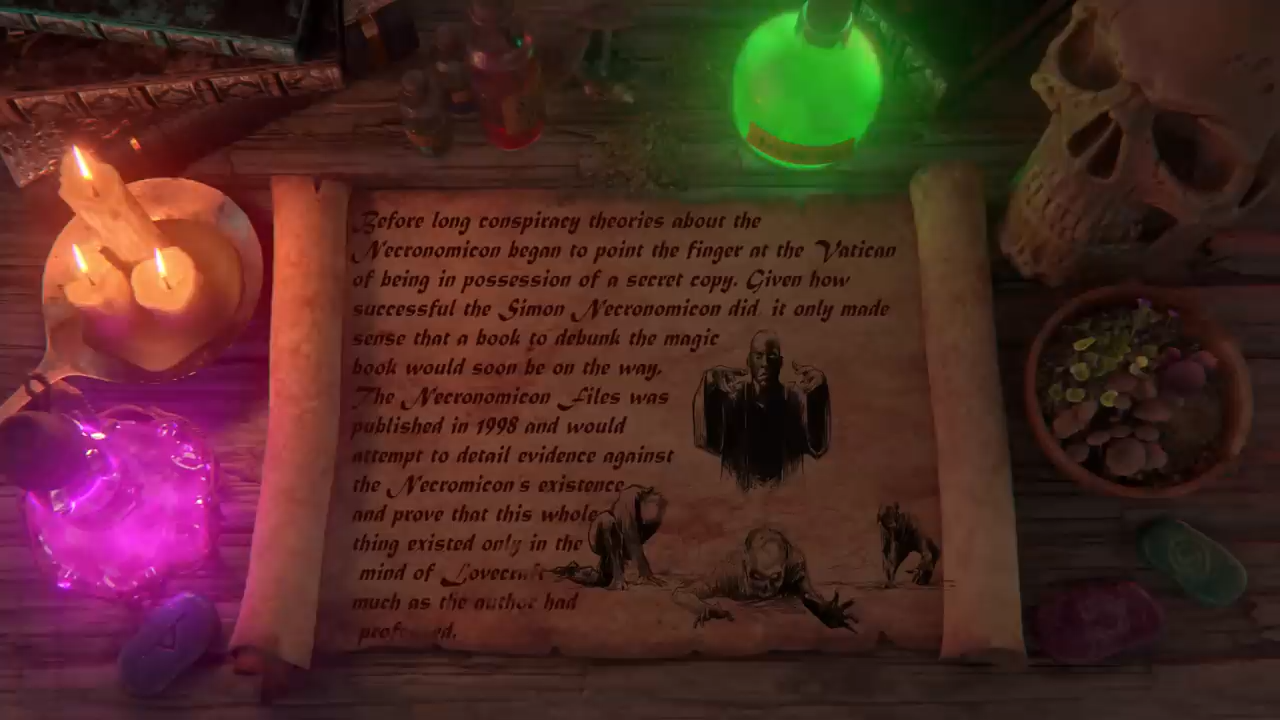 Before long conspiracy theories about the
Necronomicon began to point the finger at the Vatican
of being in possession of a secret copy. Given how
successful the Simon Necronomicon did, it only made
sense that a book to debunk the magic
book would soon be on the way.
The Necronomicon Files was
published in 1998 and would
attempt to detail evidence against
the Necromicon's existence
and prove that this whole
thing existed only in the
mind of Lovecraft
much as the author had